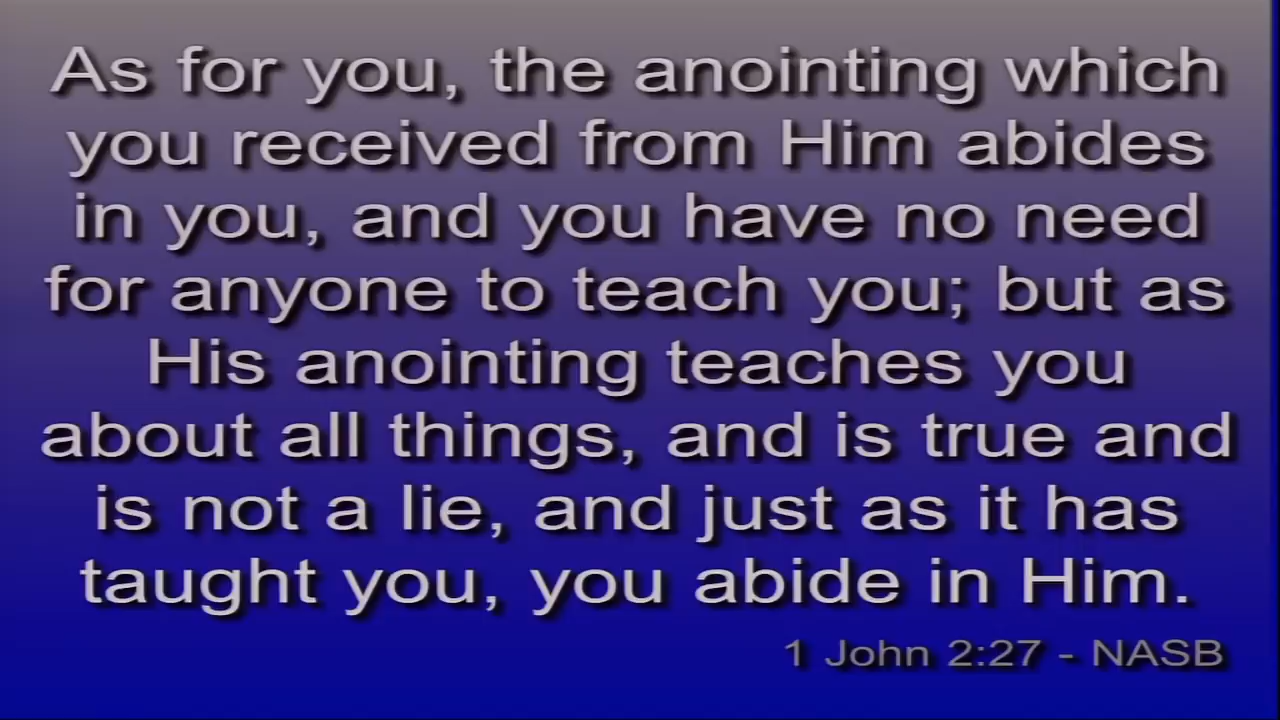 As for you, the anointing which
you received from Him abides
in you, and you have no need
for anyone to teach you; but as
His anointing teaches you
about all things, and is true and
is not a lie, and just as it has
taught you, you abide in Him.
1 John 2:27 - NASB